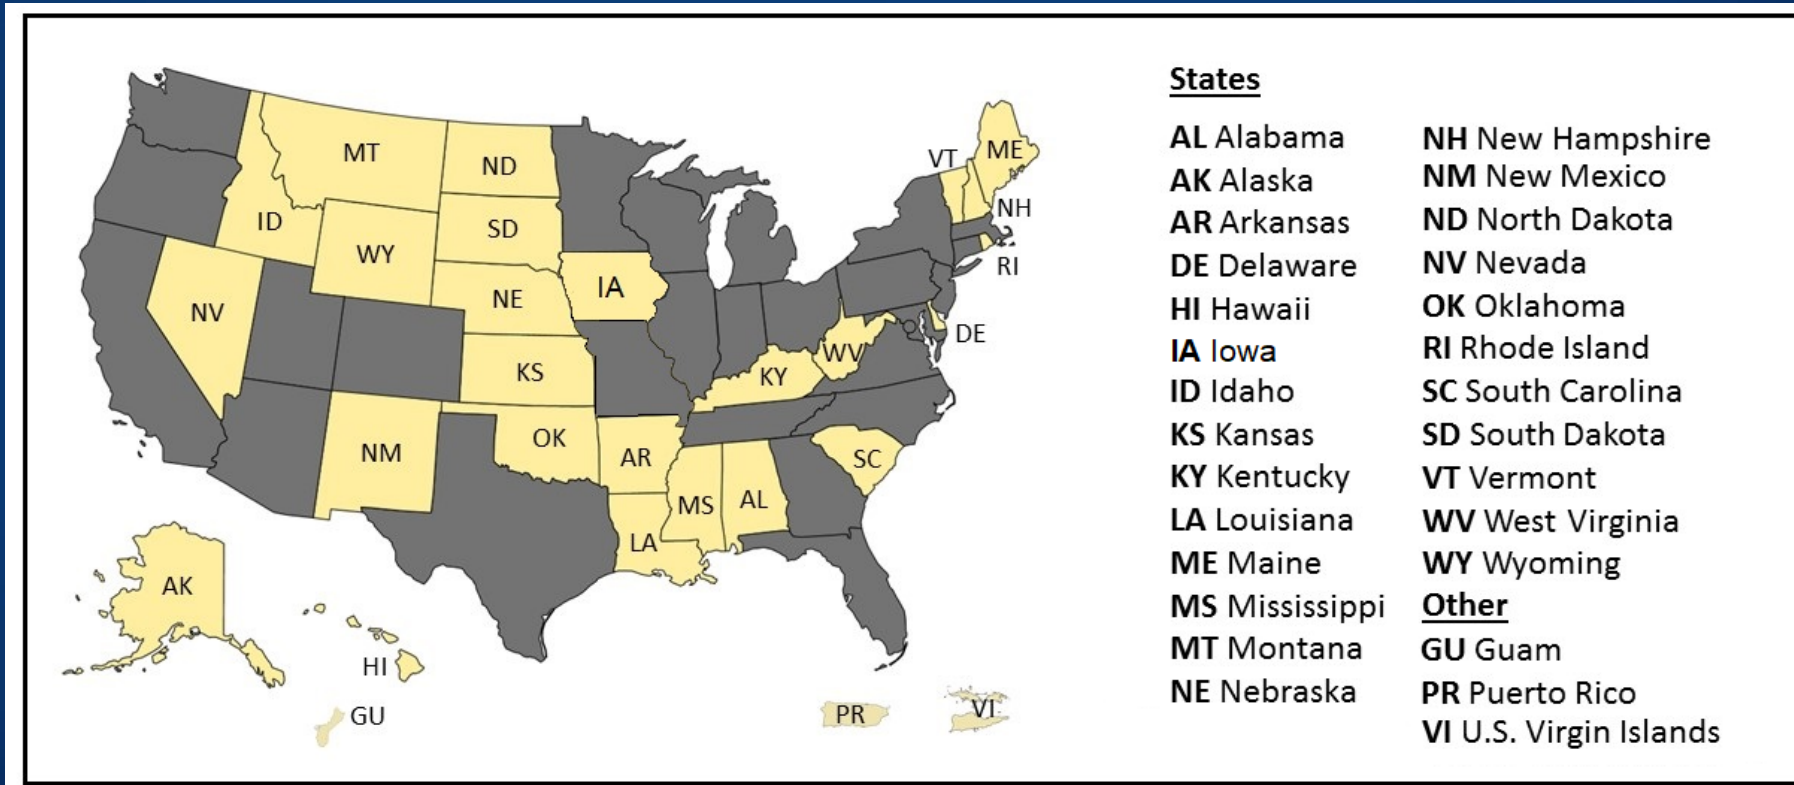 MT
ND
ID
SD
WY
NE
IA
NV
KS
OK
NM
AR
MS
AL
LA
SC
KY
WV
VT
ME
NH
RI
DE
AK
HI
GU
PR
VI
States
AL Alabama
AK Alaska
AR Arkansas
DE Delaware
HI Hawaii
IA Iowa
ID Idaho
KS Kansas
KY Kentucky
LA Louisiana
ME Maine
MS Mississippi
MT Montana
NE Nebraska
NH New Hampshire
NM New Mexico
ND North Dakota
NV Nevada
OK Oklahoma
RI Rhode Island
SC South Carolina
SD South Dakota
VT Vermont
WV West Virginia
WY Wyoming
Other
GU Guam
PR Puerto Rico
VI U.S. Virgin Islands